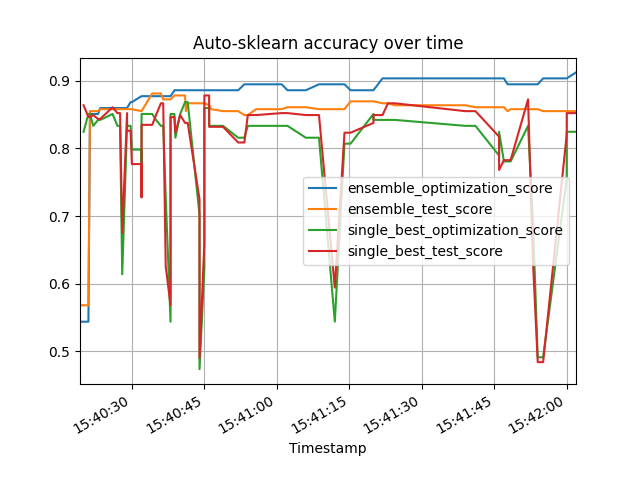 Auto-sklearn accuracy over time
0.9
0.8
0.7
0.6
0.5
ensemble_optimization_score
ensemble_test_score
single_best_optimization_score
single_best_test_score
15:40:30
15:40:45
15:41:00
15:41:15
15:41:30
15:41:45
15:42:00
Timestamp